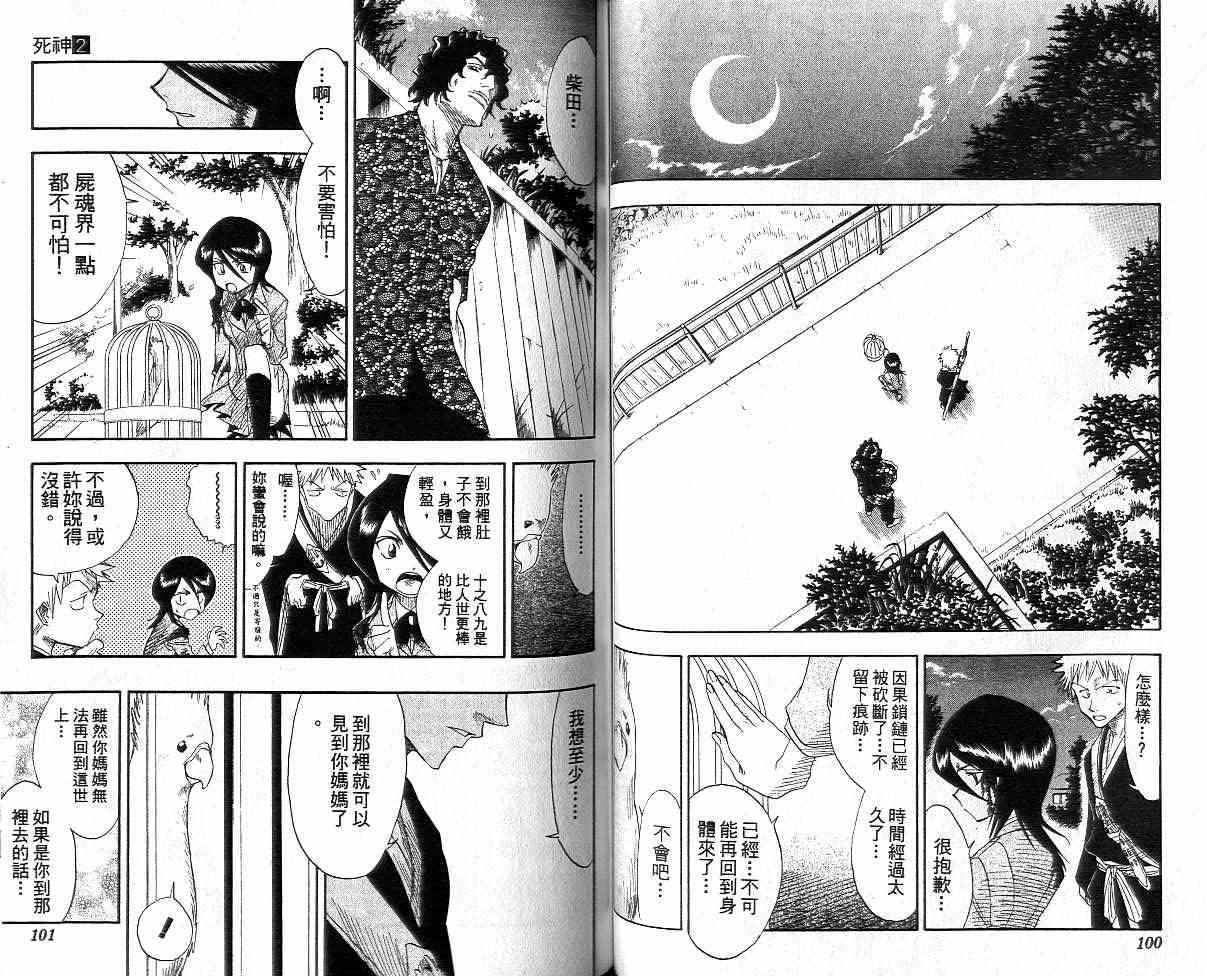 怎麼樣…?
很抱歉…
因果鎖鏈已經
被砍斷了…不
留下痕跡…
時間經過太
久了…
已經…不可
能再回到身
體來了…
不會吧…
100
死神2
柴田…
…啊…
不要害怕!
屍魂界一點
都不可怕!
…………
到那裡肚
子不會餓
,身體又
輕盈,
十之八九是
比人世更棒
的地方!
喔……
妳蠻會說的嘛。
不過,或
許妳說得
沒錯。
我想至少……
到那裡就可以
見到你媽媽了
。
!
雖然你媽媽無
法再回到這世
上…
如果是你到那
裡去的話…
101